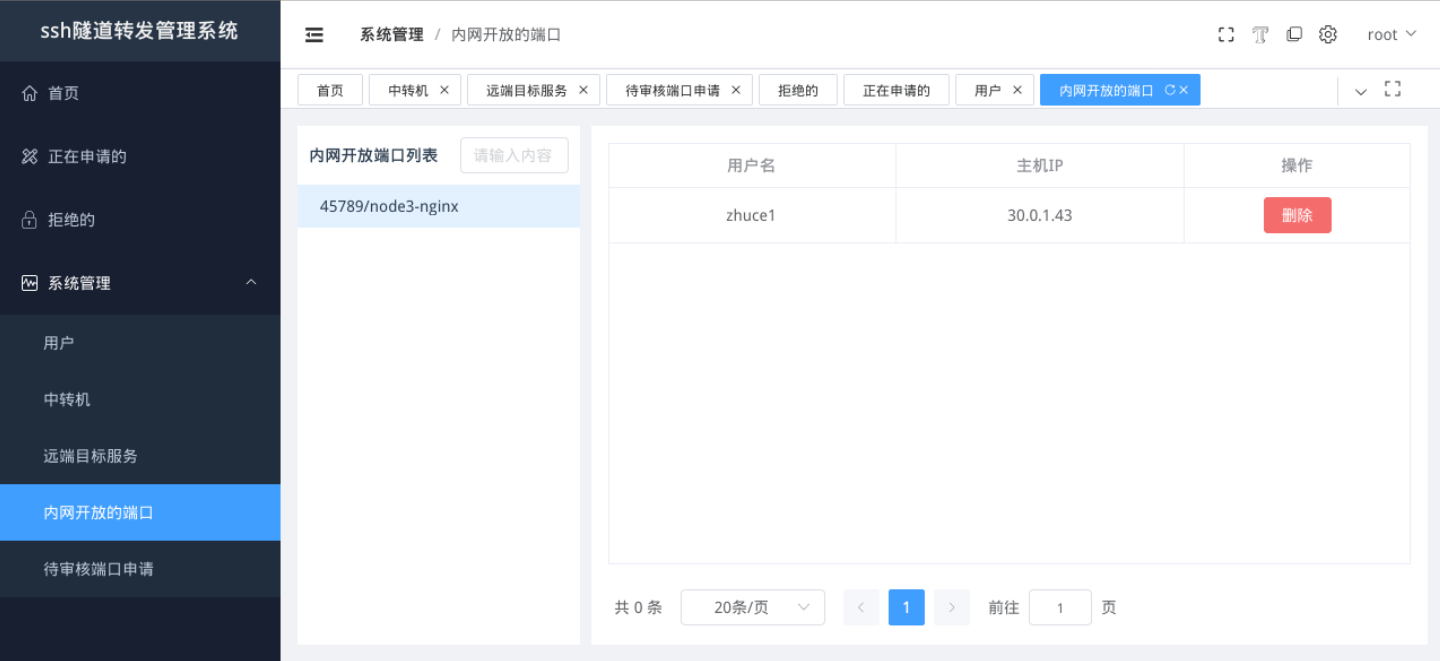 ssh隧道转发管理系统
首页
正在申请的
拒绝的
系统管理
用户
中转机
远端目标服务
内网开放的端口
待审核端口申请
系统管理 / 内网开放的端口
root
首页 中转机 远端目标服务 待审核端口申请 拒绝的 正在申请的 用户 内网开放的端口
内网开放端口列表 请输入内容
45789/node3-nginx
用户名 主机IP 操作
zhuce1 30.0.1.43 删除
共 0 条 20条/页 1 前往 1 页